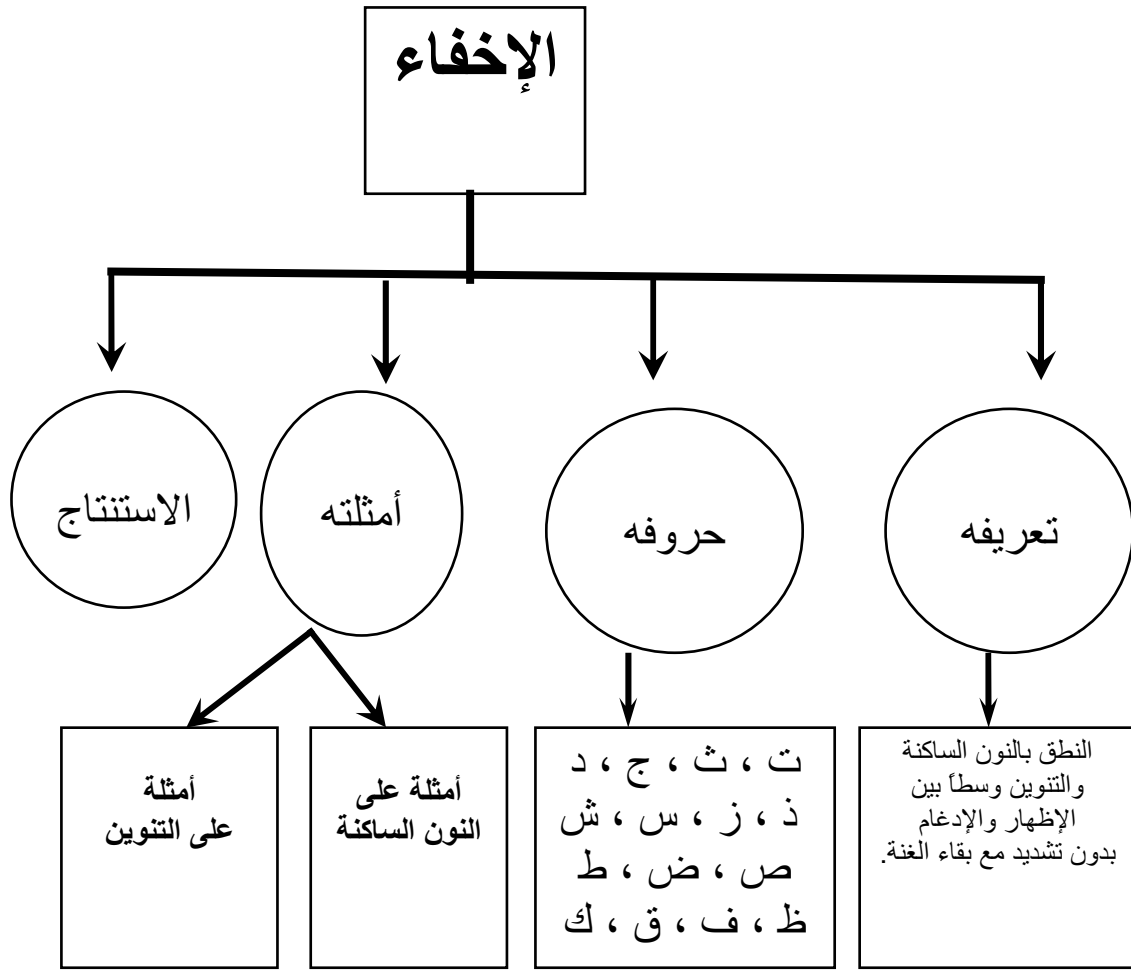 الإخفاء
تعريفه
حروفه
أمثلته
الاستنتاج
النطق بالنون الساكنة
والتنوين وسطاً بين
الإظهار والإدغام
بدون تشديد مع بقاء الغنة.
ت ، ث ، ج ، د
ذ ، ز ، س ، ش
ص ، ض ، ط
ظ ، ف ، ق ، ك
أمثلة على
النون الساكنة
أمثلة
على التنوين